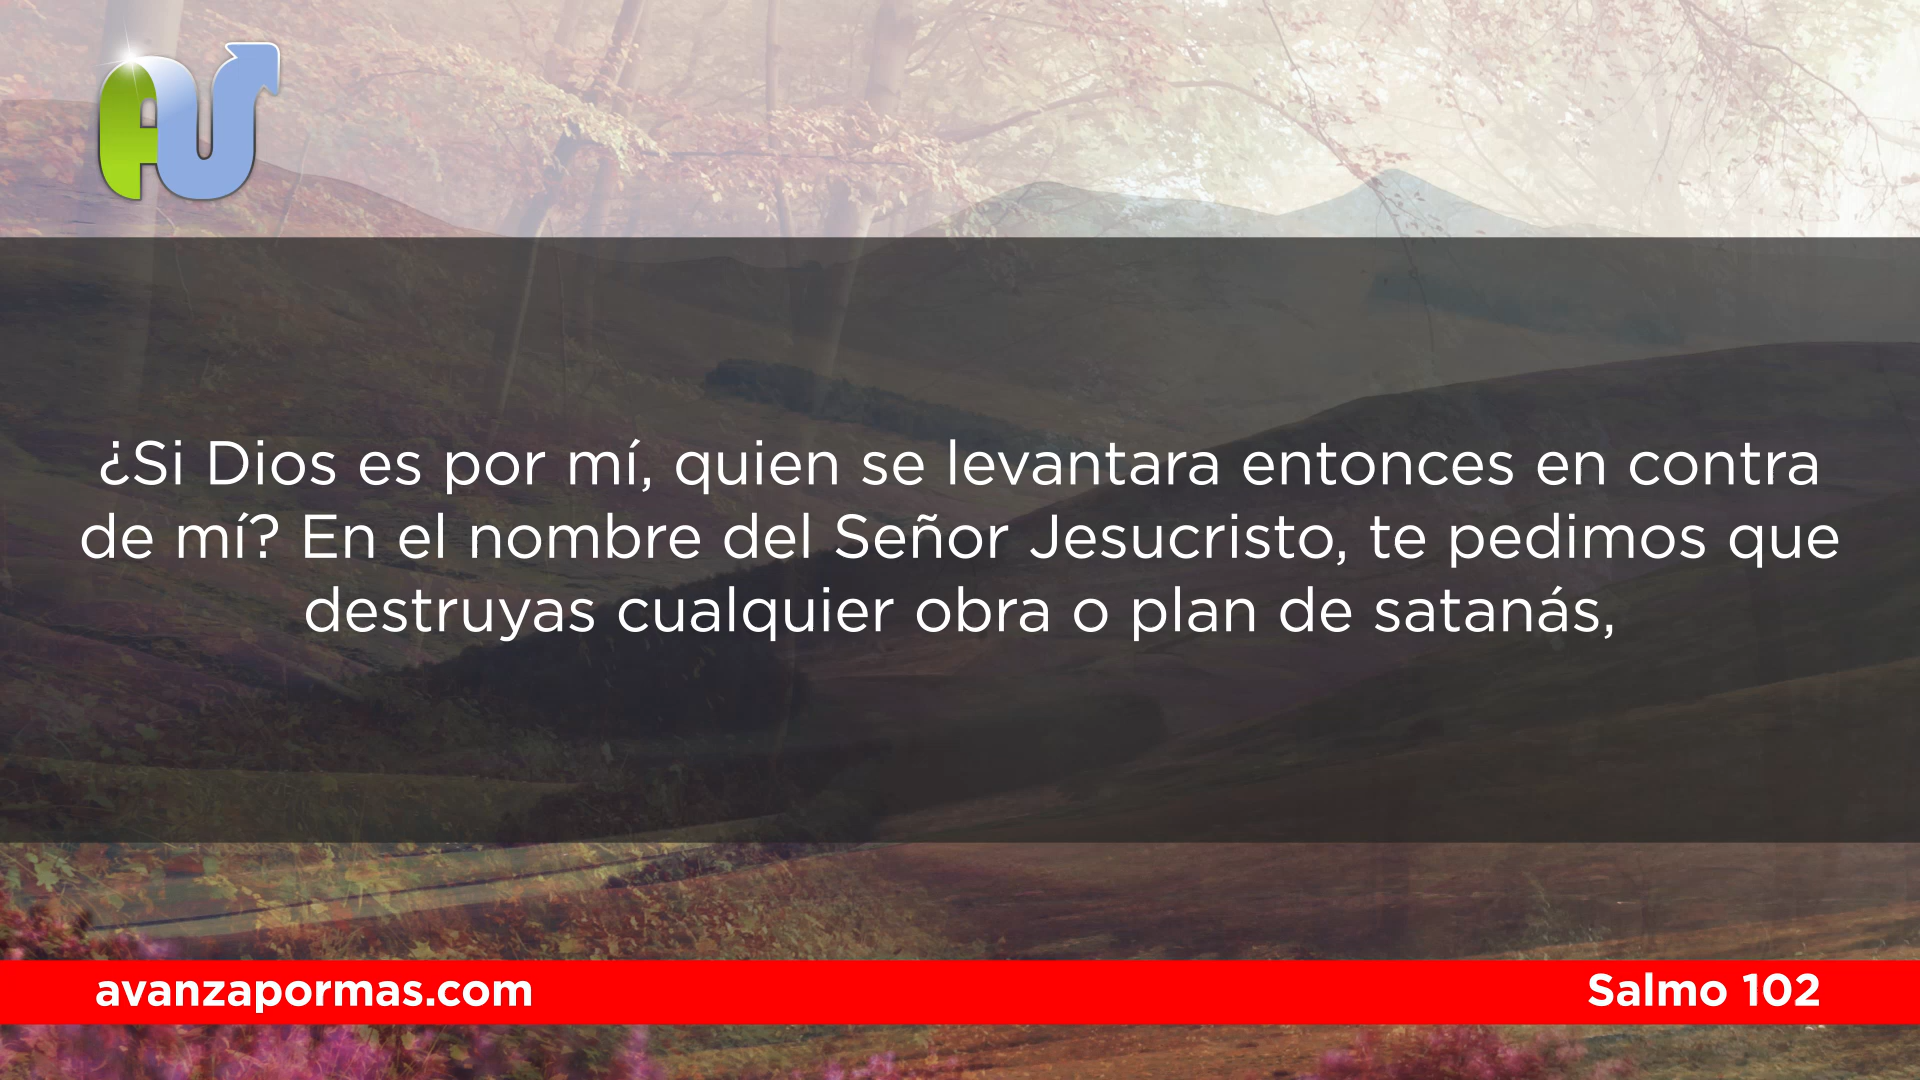 ¿Si Dios es por mí, quien se levantara entonces en contra
de mí? En el nombre del Señor Jesucristo, te pedimos que
destruyas cualquier obra o plan de satanás,
avanzapormas.com
Salmo 102